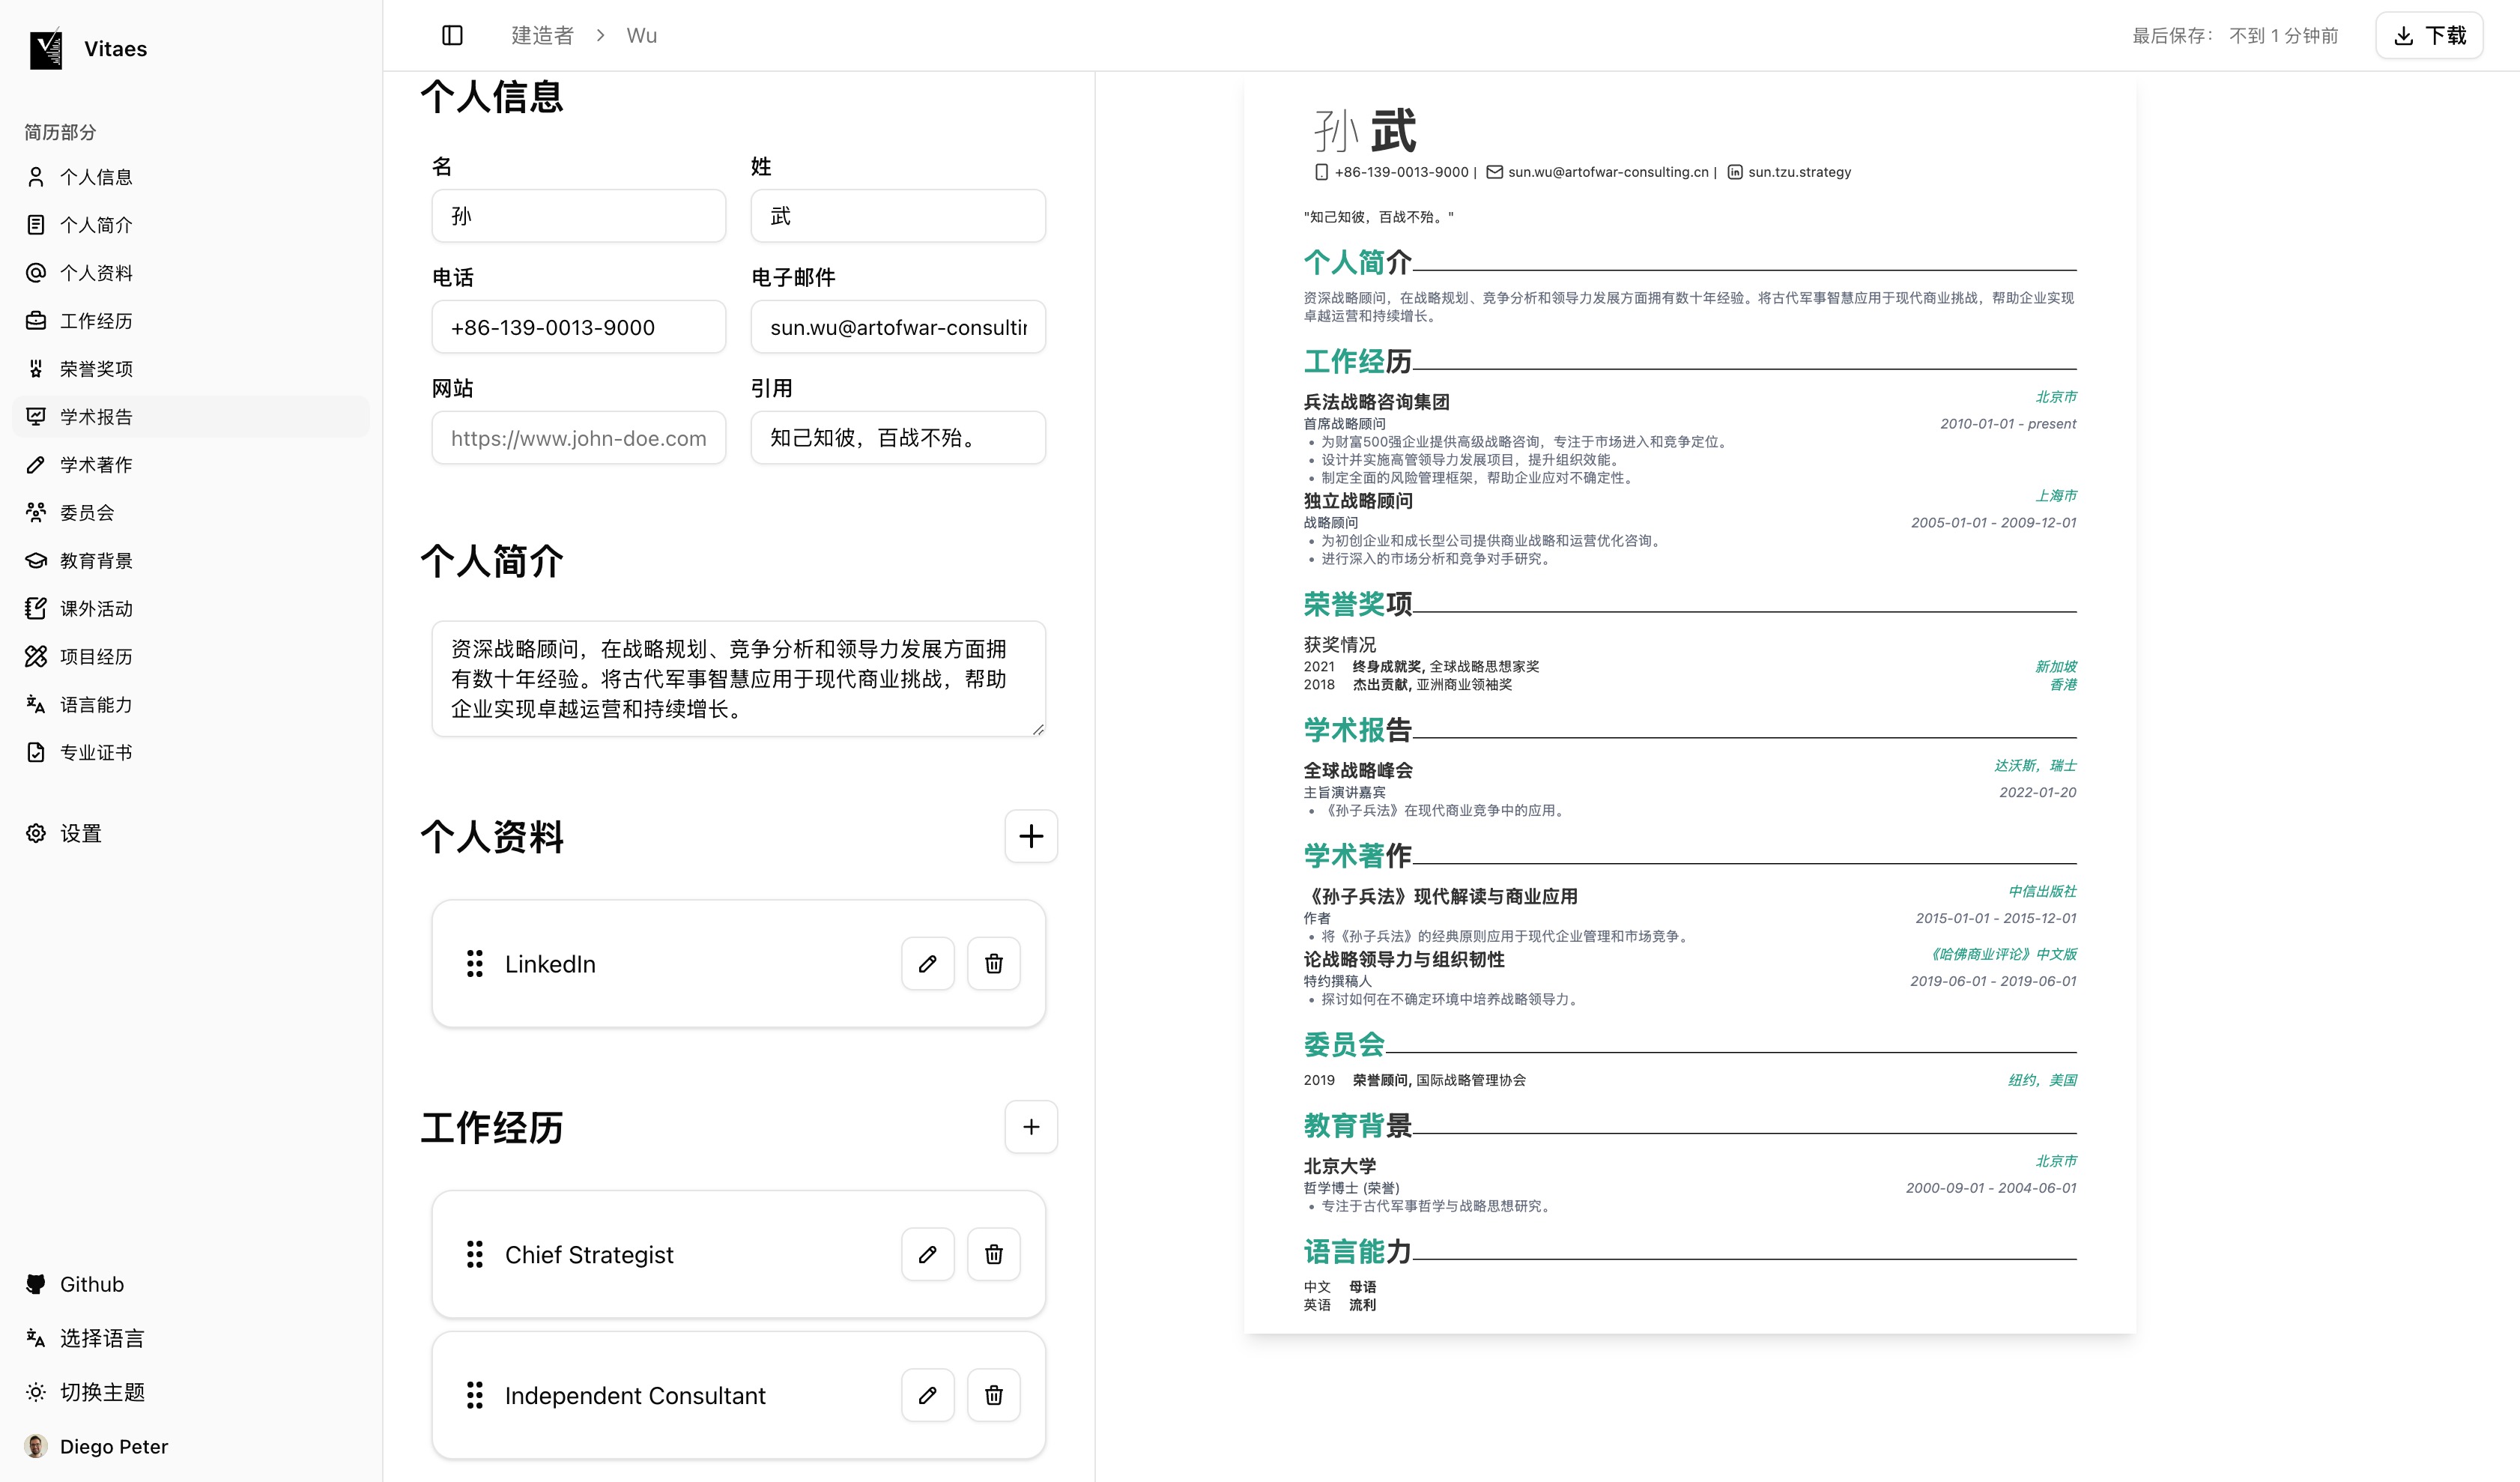 Vitaes
简历部分
个人信息
个人简介
个人资料
工作经历
荣誉奖项
学术报告
学术著作
委员会
教育背景
课外活动
项目经历
语言能力
专业证书
设置
Github
选择语言
切换主题
Diego Peter
建造者 > Wu
最后保存： 不到 1 分钟前
下载
个人信息
名 姓
孙 武
电话 电子邮件
+86-139-0013-9000 sun.wu@artofwar-consultin
网站 引用
https://www.john-doe.com 知己知彼，百战不殆。
个人简介
资深战略顾问，在战略规划、竞争分析和领导力发展方面拥
有数十年经验。将古代军事智慧应用于现代商业挑战，帮助
企业实现卓越运营和持续增长。
个人资料
LinkedIn
工作经历
Chief Strategist
Independent Consultant
孙 武
+86-139-0013-9000 | sun.wu@artofwar-consulting.cn | sun.tzu.strategy
"知己知彼，百战不殆。"
个人简介
资深战略顾问，在战略规划、竞争分析和领导力发展方面拥有数十年经验。将古代军事智慧应用于现代商业挑战，帮助企业实现
卓越运营和持续增长。
工作经历
兵法战略咨询集团 北京市
首席战略顾问 2010-01-01 - present
• 为财富500强企业提供高级战略咨询，专注于市场进入和竞争定位。
• 设计并实施高管领导力发展项目，提升组织效能。
• 制定全面的风险管理框架，帮助企业应对不确定性。
独立战略顾问 上海市
战略顾问 2005-01-01 - 2009-12-01
• 为初创企业和成长型公司提供商业战略和运营优化咨询。
• 进行深入的市场分析和竞争对手研究。
荣誉奖项
获奖情况
2021 终身成就奖, 全球战略思想家奖 新加坡
2018 杰出贡献, 亚洲商业领袖奖 香港
学术报告
全球战略峰会 达沃斯，瑞士
主旨演讲嘉宾 2022-01-20
• 《孙子兵法》在现代商业竞争中的应用。
学术著作
《孙子兵法》现代解读与商业应用 中信出版社
作者 2015-01-01 - 2015-12-01
• 将《孙子兵法》的经典原则应用于现代企业管理和市场竞争。
论战略领导力与组织韧性 《哈佛商业评论》中文版
特约撰稿人 2019-06-01 - 2019-06-01
• 探讨如何在不确定环境中培养战略领导力。
委员会
2019 荣誉顾问, 国际战略管理协会 纽约，美国
教育背景
北京大学 北京市
哲学博士 (荣誉) 2000-09-01 - 2004-06-01
• 专注于古代军事哲学与战略思想研究。
语言能力
中文 母语
英语 流利